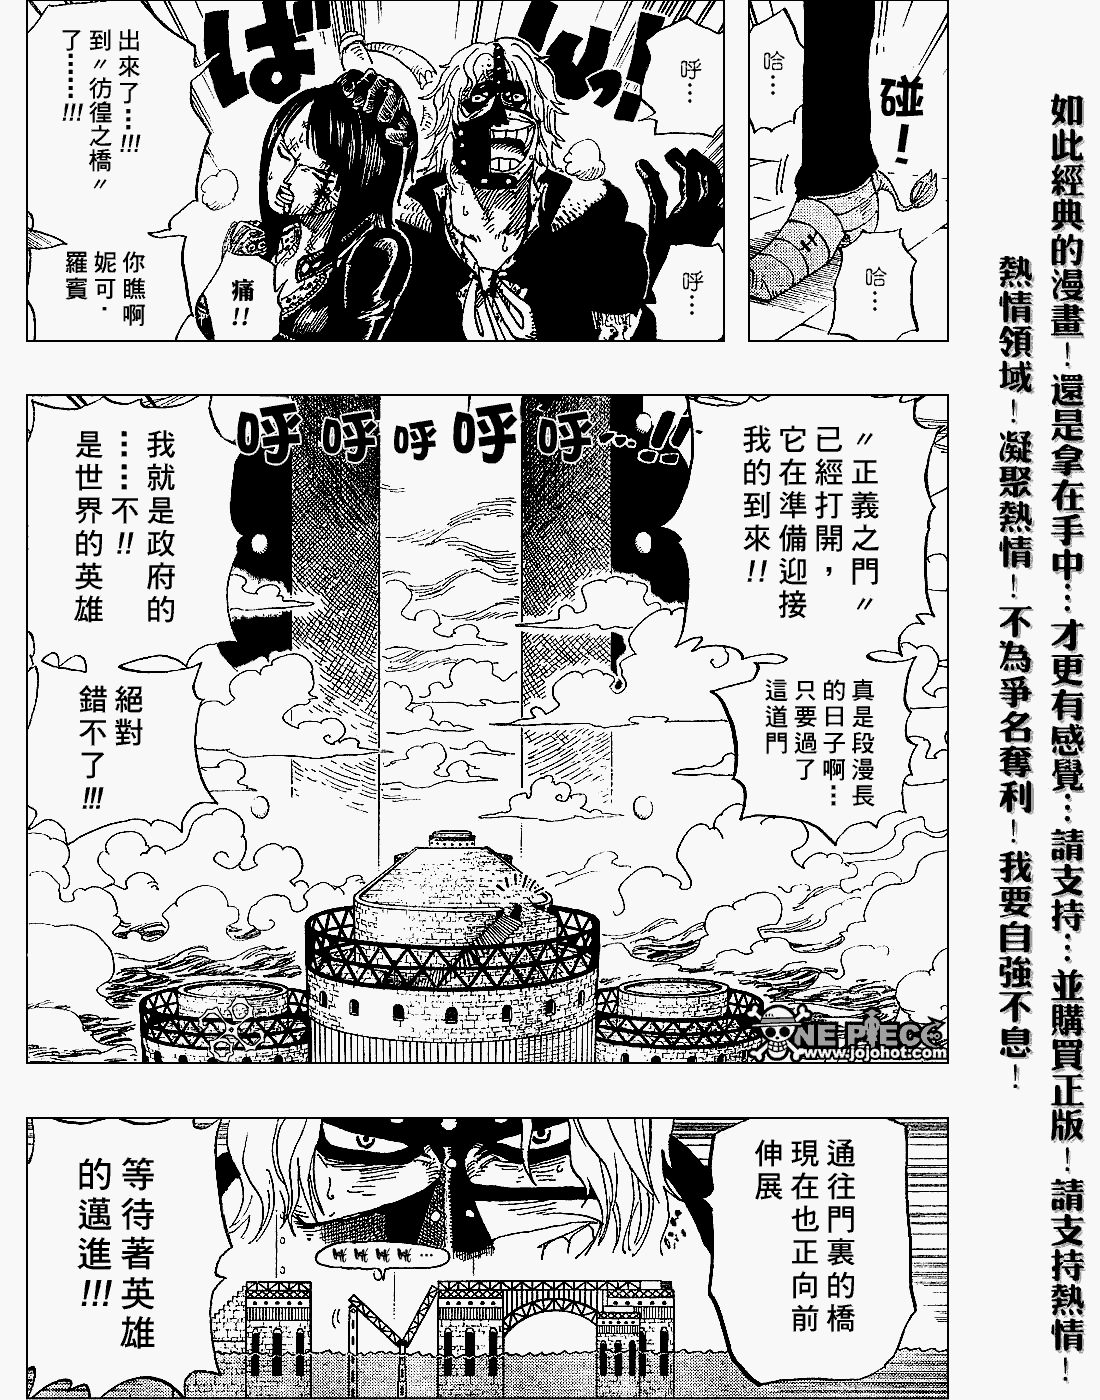 如此經典的漫畫！還是拿在手中…才更有感覺…請支持…並購買正版！請支持熱情！
熱情領域！凝聚熱情！不為爭名奪利！我要自強不息！
哈…
碰！
哈…
呼…
呼…
ばんっ!
出來了…!!!
到〝彷徨之橋〞
了……!!!
痛!!
你瞧啊
妮可．
羅賓
〝正義之門〞
已經打開，
它在準備迎接
我的到來!!
真是段漫長
的日子啊…
只要過了
這道門
呼呼呼呼呼…!!
我就是政府的
……不!!
是世界的英雄
絕對
錯不了!!!
ONE PIECE
www.jojohot.com
通往門裏的橋
現在也正向前
伸展
等待著英雄
的邁進!!!